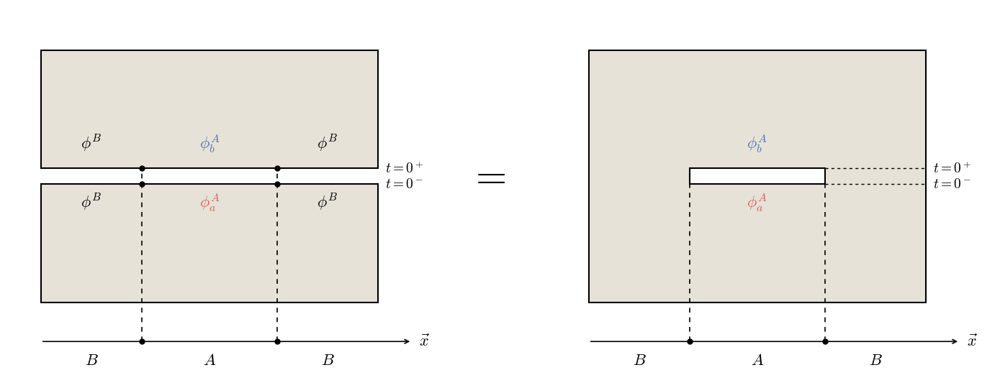 ϕ^B ϕ_b^A ϕ^B
t = 0^+
t = 0^-
ϕ^B ϕ_a^A ϕ^B
x⃗
B A B
=
ϕ_b^A
t = 0^+
t = 0^-
ϕ_a^A
x⃗
B A B